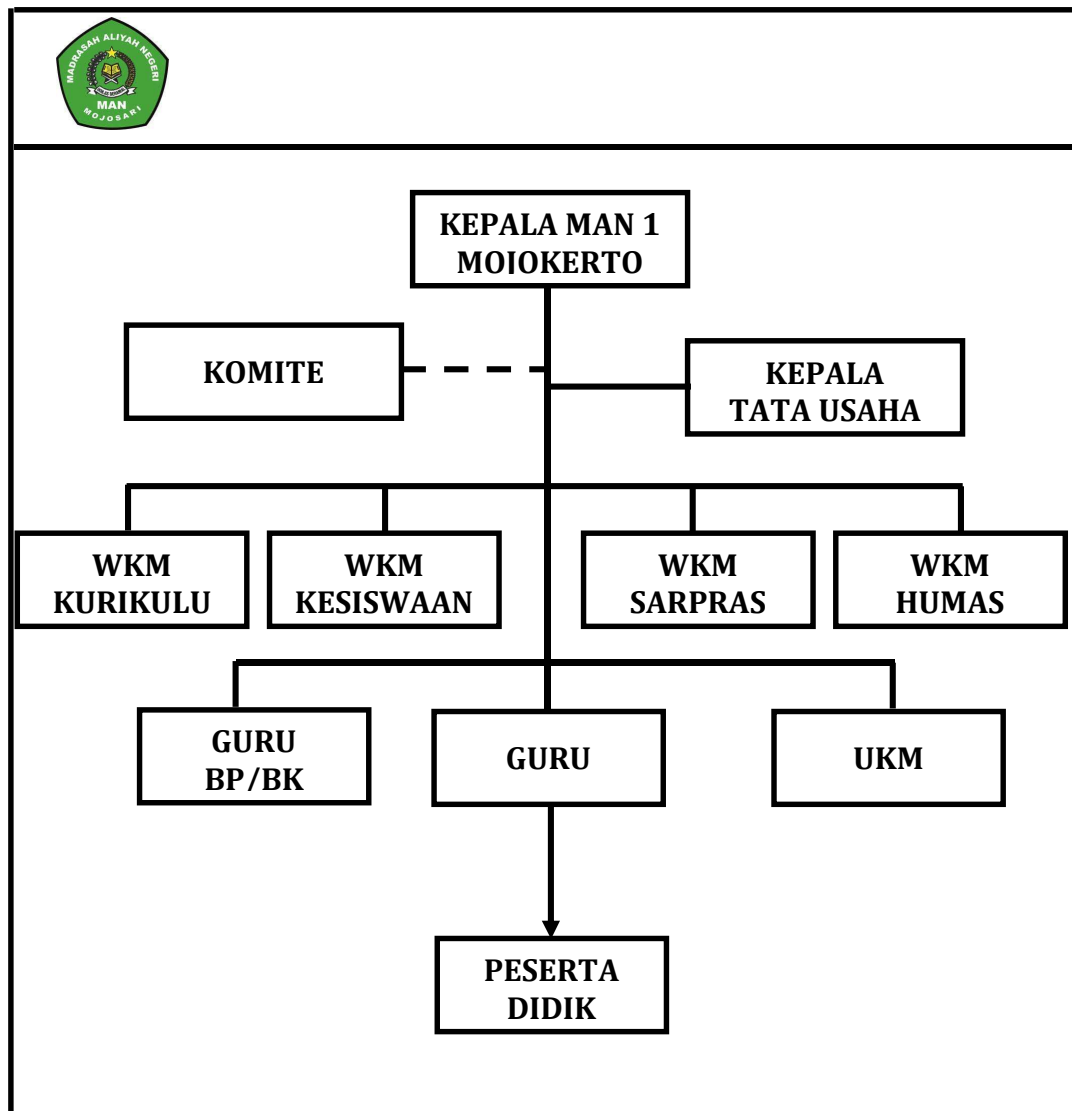 MADRASAH ALIYAH NEGERI
MAN
MOJOSARI
KEPALA MAN 1
MOJOKERTO
KOMITE
KEPALA
TATA USAHA
WKM
KURIKULU
WKM
KESISWAAN
WKM
SARPRAS
WKM
HUMAS
GURU
BP/BK
GURU
UKM
PESERTA
DIDIK